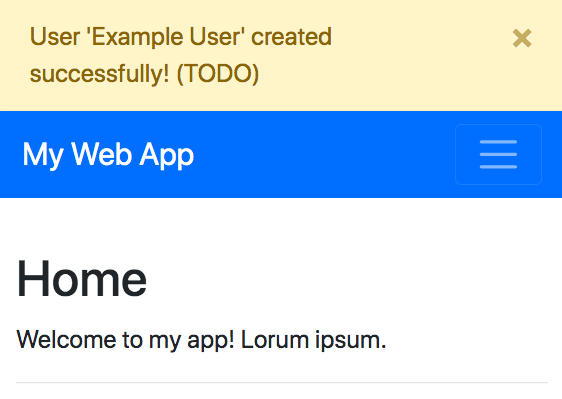 User 'Example User' created
successfully! (TODO)
×
My Web App
Home
Welcome to my app! Lorum ipsum.